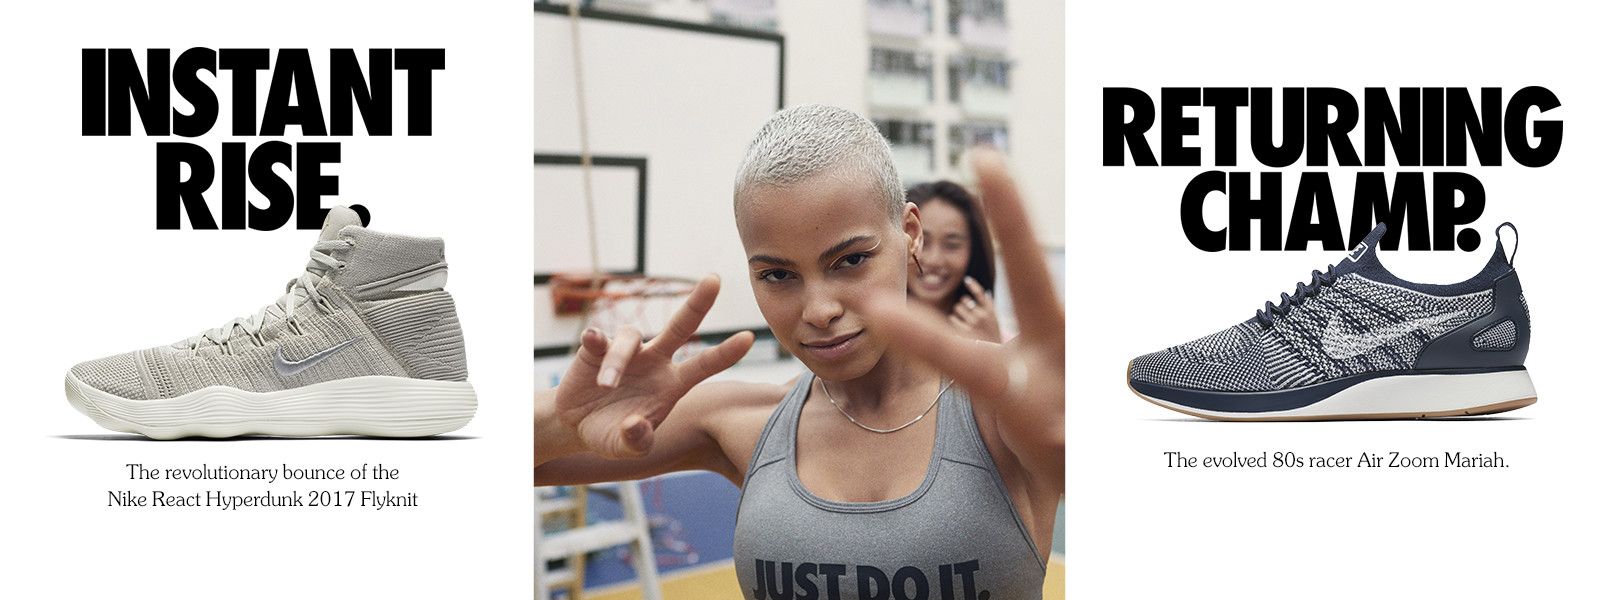 INSTANT
RISE.
The revolutionary bounce of the
Nike React Hyperdunk 2017 Flyknit
JUST DO IT.
RETURNING
CHAMP.
The evolved 80s racer Air Zoom Mariah.